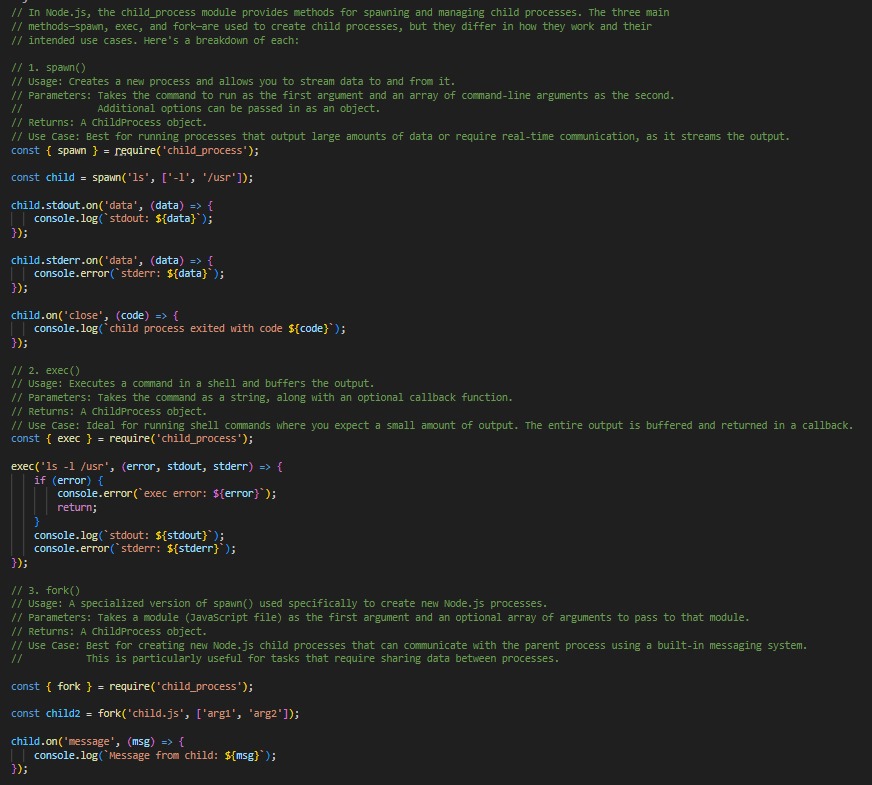 // In Node.js, the child_process module provides methods for spawning and managing child processes. The three main
// methods—spawn, exec, and fork—are used to create child processes, but they differ in how they work and their
// intended use cases. Here's a breakdown of each:
// 1. spawn()
// Usage: Creates a new process and allows you to stream data to and from it.
// Parameters: Takes the command to run as the first argument and an array of command-line arguments as the second.
//             Additional options can be passed in as an object.
// Returns: A ChildProcess object.
// Use Case: Best for running processes that output large amounts of data or require real-time communication, as it streams the output.
const { spawn } = require('child_process');
const child = spawn('ls', ['-l', '/usr']);
child.stdout.on('data', (data) => {
    console.log(`stdout: ${data}`);
});
child.stderr.on('data', (data) => {
    console.error(`stderr: ${data}`);
});
child.on('close', (code) => {
    console.log(`child process exited with code ${code}`);
});
// 2. exec()
// Usage: Executes a command in a shell and buffers the output.
// Parameters: Takes the command as a string, along with an optional callback function.
// Returns: A ChildProcess object.
// Use Case: Ideal for running shell commands where you expect a small amount of output. The entire output is buffered and returned in a callback.
const { exec } = require('child_process');
exec('ls -l /usr', (error, stdout, stderr) => {
    if (error) {
        console.error(`exec error: ${error}`);
        return;
    }
    console.log(`stdout: ${stdout}`);
    console.error(`stderr: ${stderr}`);
});
// 3. fork()
// Usage: A specialized version of spawn() used specifically to create new Node.js processes.
// Parameters: Takes a module (JavaScript file) as the first argument and an optional array of arguments to pass to that module.
// Returns: A ChildProcess object.
// Use Case: Best for creating new Node.js child processes that can communicate with the parent process using a built-in messaging system.
//           This is particularly useful for tasks that require sharing data between processes.
const { fork } = require('child_process');
const child2 = fork('child.js', ['arg1', 'arg2']);
child.on('message', (msg) => {
    console.log(`Message from child: ${msg}`);
});